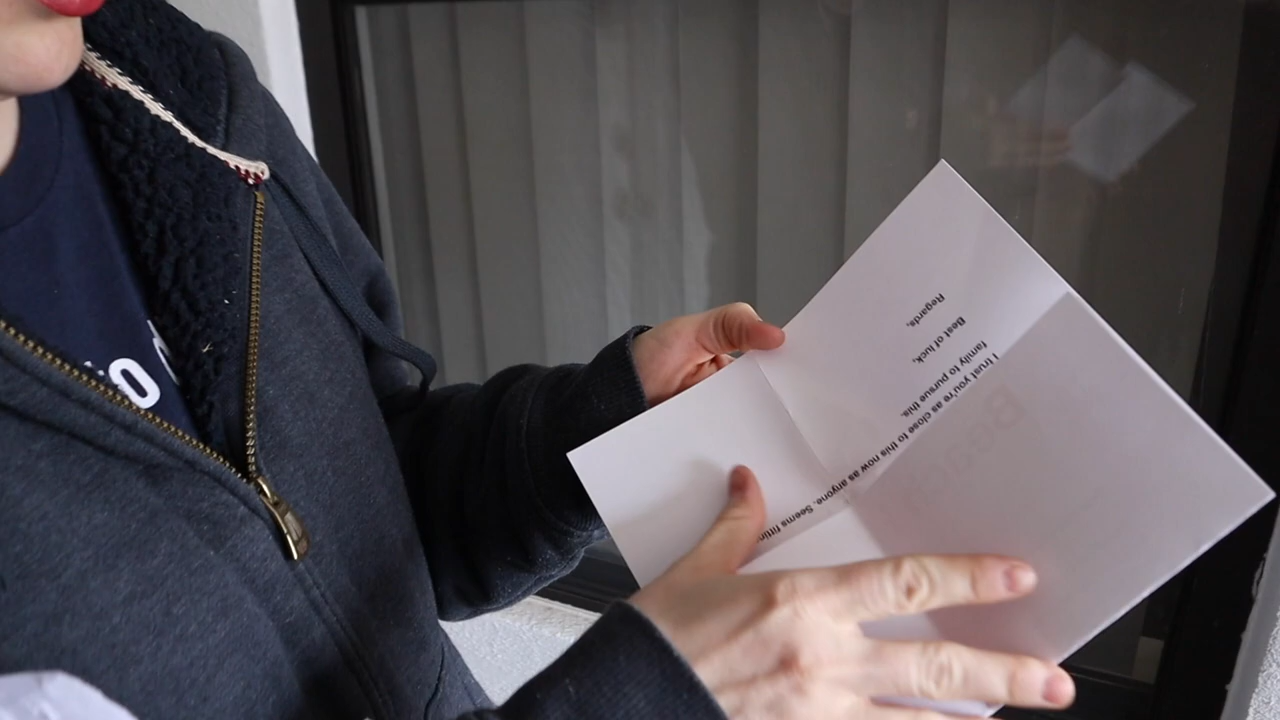 I trust you're as close to this now as anyone. Seems fittin
family to pursue this.
Best of luck,
Regards,